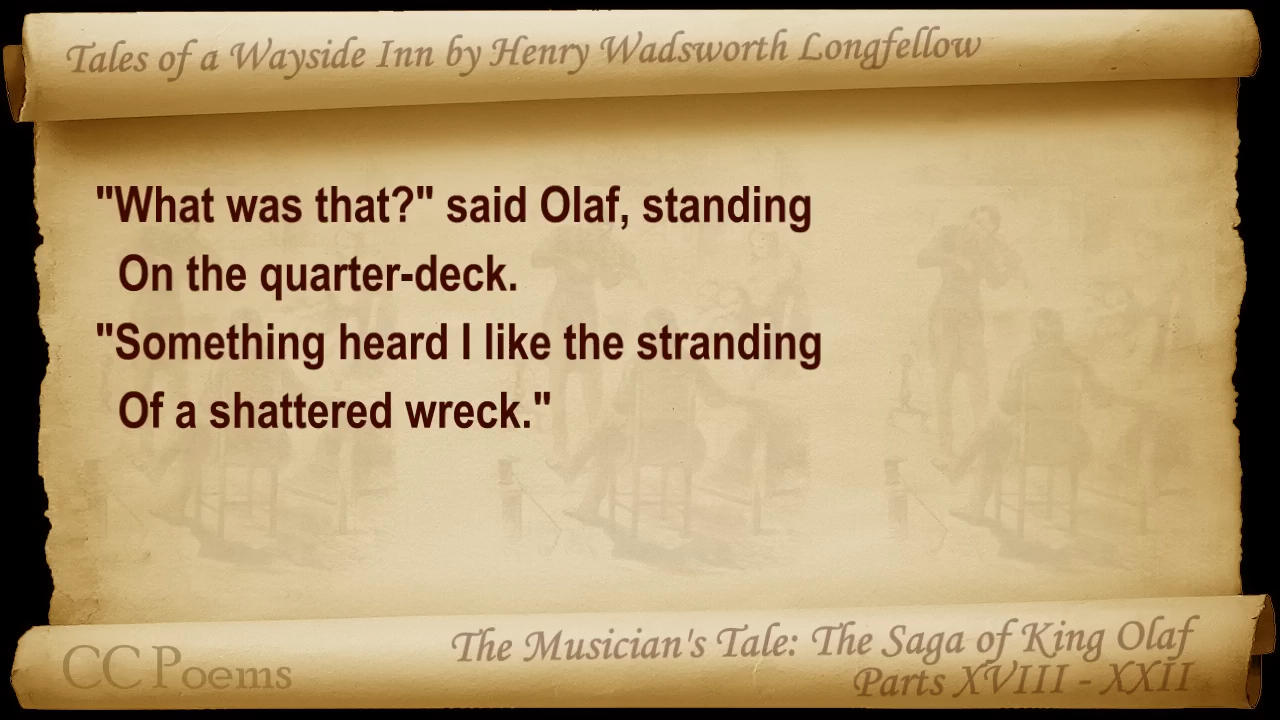 Tales of a Wayside Inn by Henry Wadsworth Longfellow
"What was that?" said Olaf, standing
On the quarter-deck.
"Something heard I like the stranding
Of a shattered wreck."
CC Poems
The Musician's Tale: The Saga of King Olaf
Parts XVIII - XXII